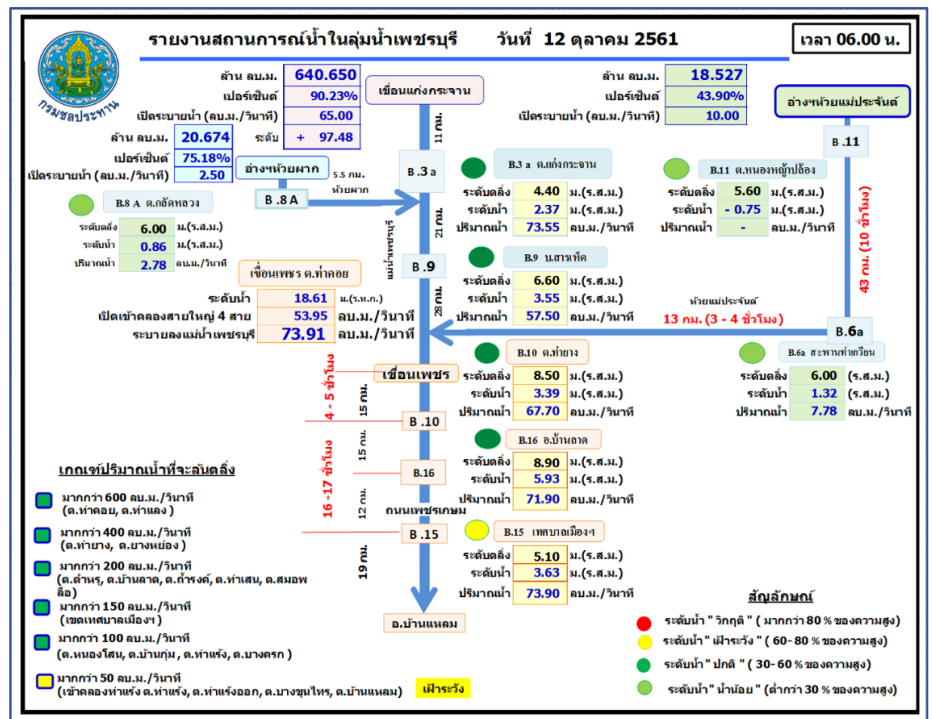 รายงานสถานการณ์น้ำในลุ่มน้ำเพชรบุรี วันที่ 12 ตุลาคม 2561
เวลา 06.00 น.
กรมชลประทาน
ล้าน ลบ.ม. 640.650
เปอร์เซ็นต์ 90.23%
เปิดระบายน้ำ (ลบ.ม./วินาที) 65.00
ระดับ + 97.48
เขื่อนแก่งกระจาน
ล้าน ลบ.ม. 18.527
เปอร์เซ็นต์ 43.90%
เปิดระบายน้ำ (ลบ.ม./วินาที) 10.00
อ่างฯห้วยแม่ประจันต์
ล้าน ลบ.ม. 20.674
เปอร์เซ็นต์ 75.18%
เปิดระบายน้ำ (ลบ.ม./วินาที) 2.50
อ่างฯห้วยผาก
5.5 กม.
ห้วยผาก
B .8A
11 กม.
B .3a
B .11
B.8 A ต.กลัดหลวง
ระดับตลิ่ง 6.00 ม.(ร.ส.ม.)
ระดับน้ำ 0.86 ม.(ร.ส.ม.)
ปริมาณน้ำ 2.78 ลบ.ม./วินาที
B.3 a ต.แก่งกระจาน
ระดับตลิ่ง 4.40 ม.(ร.ส.ม.)
ระดับน้ำ 2.37 ม.(ร.ส.ม.)
ปริมาณน้ำ 73.55 ลบ.ม./วินาที
B.11 ต.หนองหญ้าปล้อง
ระดับตลิ่ง 5.60 ม.(ร.ส.ม.)
ระดับน้ำ - 0.75 ม.(ร.ส.ม.)
ปริมาณน้ำ - ลบ.ม./วินาที
43 กม. (10 ชั่วโมง)
แม่น้ำเพชรบุรี
21 กม.
B .9
28 กม.
เขื่อนเพชร ต.ท่าคอย
ระดับน้ำ 18.61 ม.(ร.ท.ก.)
เปิดเข้าคลองสายใหญ่ 4 สาย 53.95 ลบ.ม./วินาที
ระบายลงแม่น้ำเพชรบุรี 73.91 ลบ.ม./วินาที
B.9 บ.สารเห็ด
ระดับตลิ่ง 6.60 ม.(ร.ส.ม.)
ระดับน้ำ 3.55 ม.(ร.ส.ม.)
ปริมาณน้ำ 57.50 ลบ.ม./วินาที
ห้วยแม่ประจันต์
13 กม. (3 - 4 ชั่วโมง)
B.6a
B.6a สะพานท่าเกวียน
ระดับตลิ่ง 6.00 (ร.ส.ม.)
ระดับน้ำ 1.32 (ร.ส.ม.)
ปริมาณน้ำ 7.78 ลบ.ม./วินาที
เขื่อนเพชร
4 - 5 ชั่วโมง
15 กม.
B .10
B.10 ต.ท่ายาง
ระดับตลิ่ง 8.50 ม.(ร.ส.ม.)
ระดับน้ำ 3.39 ม.(ร.ส.ม.)
ปริมาณน้ำ 67.70 ลบ.ม./วินาที
15 กม.
16 -17 ชั่วโมง
B.16
B.16 อ.บ้านลาด
ระดับตลิ่ง 8.90 ม.(ร.ส.ม.)
ระดับน้ำ 5.93 ม.(ร.ส.ม.)
ปริมาณน้ำ 71.90 ลบ.ม./วินาที
12 กม.
ถนนเพชรเกษม
B .15
B.15 เทศบาลเมืองฯ
ระดับตลิ่ง 5.10 ม.(ร.ส.ม.)
ระดับน้ำ 3.63 ม.(ร.ส.ม.)
ปริมาณน้ำ 73.90 ลบ.ม./วินาที
19 กม.
อ.บ้านแหลม
เกณฑ์ปริมาณน้ำที่จะล้นตลิ่ง
มากกว่า 600 ลบ.ม./วินาที
(ต.ท่าคอย, ต.ท่าแลง )
มากกว่า 400 ลบ.ม./วินาที
(ต.ท่ายาง, ต.ยางหย่อง )
มากกว่า 200 ลบ.ม./วินาที
(ต.ตำหรุ, ต.บ้านลาด, ต.ถ้ำรงค์, ต.ท่าเสน, ต.สมอพลือ)
มากกว่า 150 ลบ.ม./วินาที
(เขตเทศบาลเมืองฯ )
มากกว่า 100 ลบ.ม./วินาที
(ต.หนองโสน, ต.บ้านกุ่ม , ต.ท่าแร้ง, ต.บางครก )
มากกว่า 50 ลบ.ม./วินาที
(เข้าคลองท่าแร้ง ต.ท่าแร้ง, ต.ท่าแร้งออก, ต.บางขุนไทร, ต.บ้านแหลม) เฝ้าระวัง
สัญลักษณ์
ระดับน้ำ " วิกฤติ " ( มากกว่า 80 % ของความสูง)
ระดับน้ำ " เฝ้าระวัง " ( 60- 80 % ของความสูง)
ระดับน้ำ " ปกติ " ( 30- 60 % ของความสูง)
ระดับน้ำ " น้ำน้อย " (ต่ำกว่า 30 % ของความสูง)